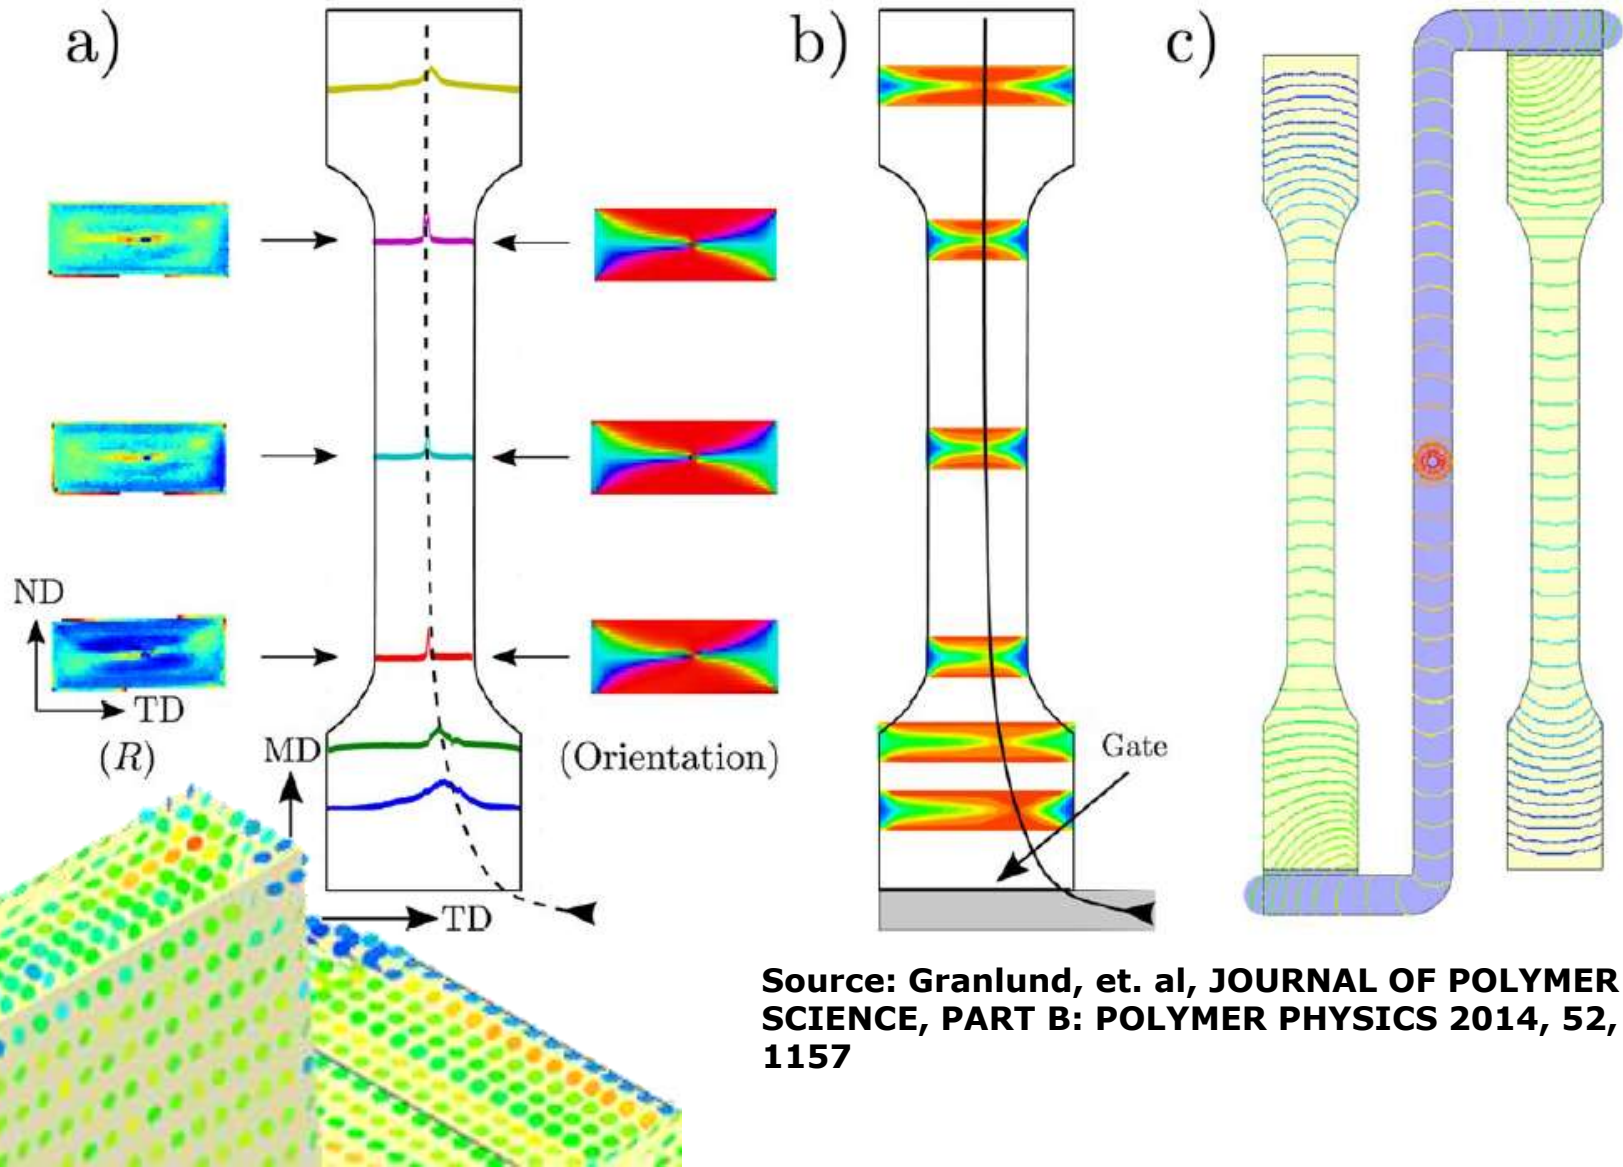 a)
b)
c)
ND
TD
(R)
MD
(Orientation)
Gate
TD
Source: Granlund, et. al, JOURNAL OF POLYMER
SCIENCE, PART B: POLYMER PHYSICS 2014, 52,
1157